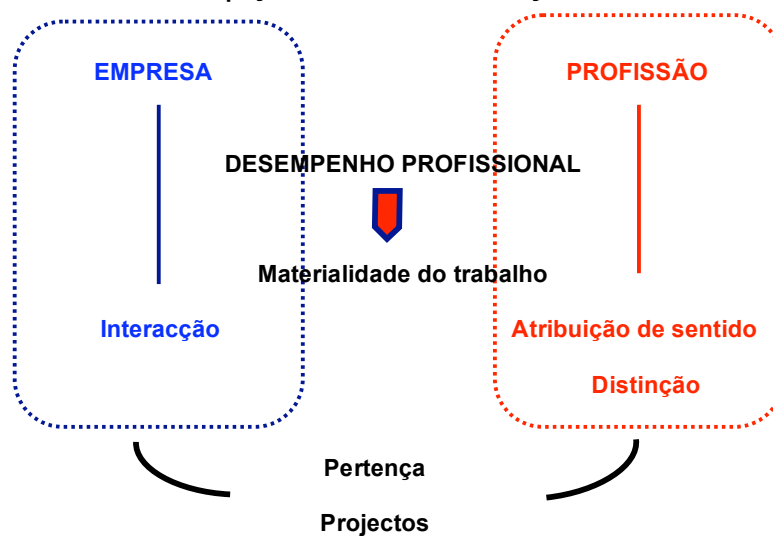 EMPRESA
PROFISSÃO
DESEMPENHO PROFISSIONAL
Materialidade do trabalho
Interacção
Atribuição de sentido
Distinção
Pertença
Projectos